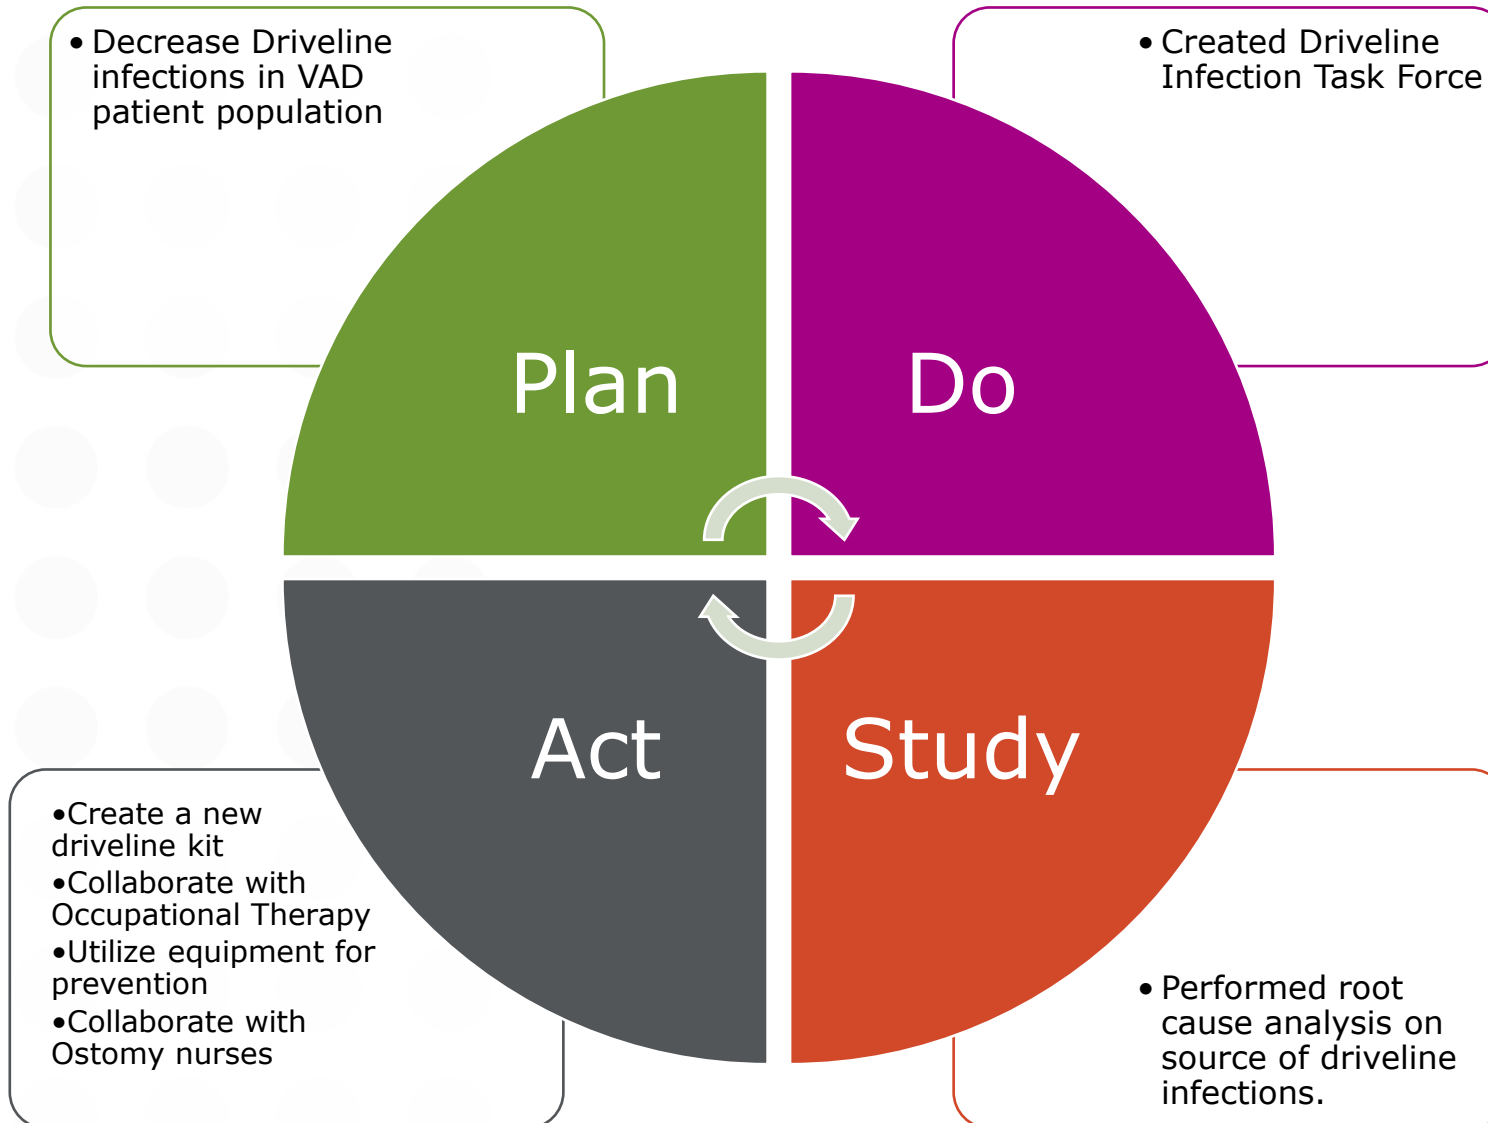 • Decrease Driveline
infections in VAD
patient population
• Created Driveline
Infection Task Force
Plan
Do
Act
Study
•Create a new
driveline kit
•Collaborate with
Occupational Therapy
•Utilize equipment for
prevention
•Collaborate with
Ostomy nurses
• Performed root
cause analysis on
source of driveline
infections.